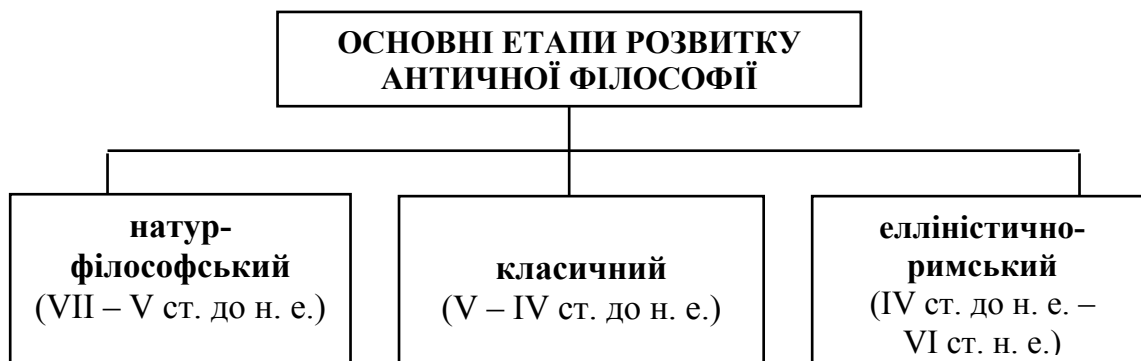 ОСНОВНІ ЕТАПИ РОЗВИТКУ
АНТИЧНОЇ ФІЛОСОФІЇ
натур-
філософський
(VII – V ст. до н. е.)
класичний
(V – IV ст. до н. е.)
елліністично-
римський
(IV ст. до н. е. –
VI ст. н. е.)